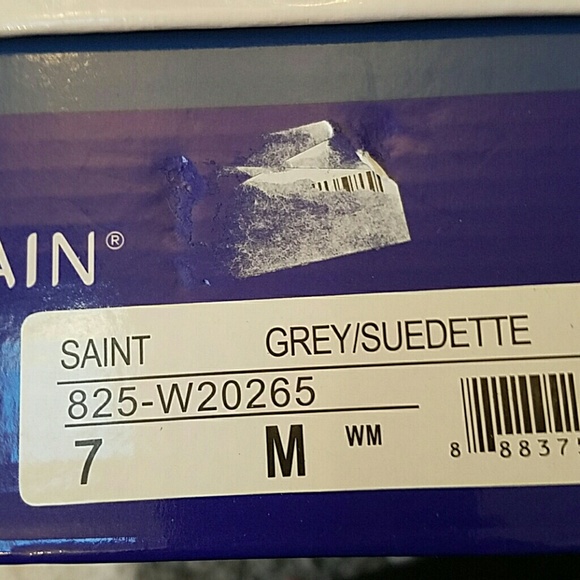 AIN®
SAINT GREY/SUEDETTE
825-W20265
7 M WM
8 8837